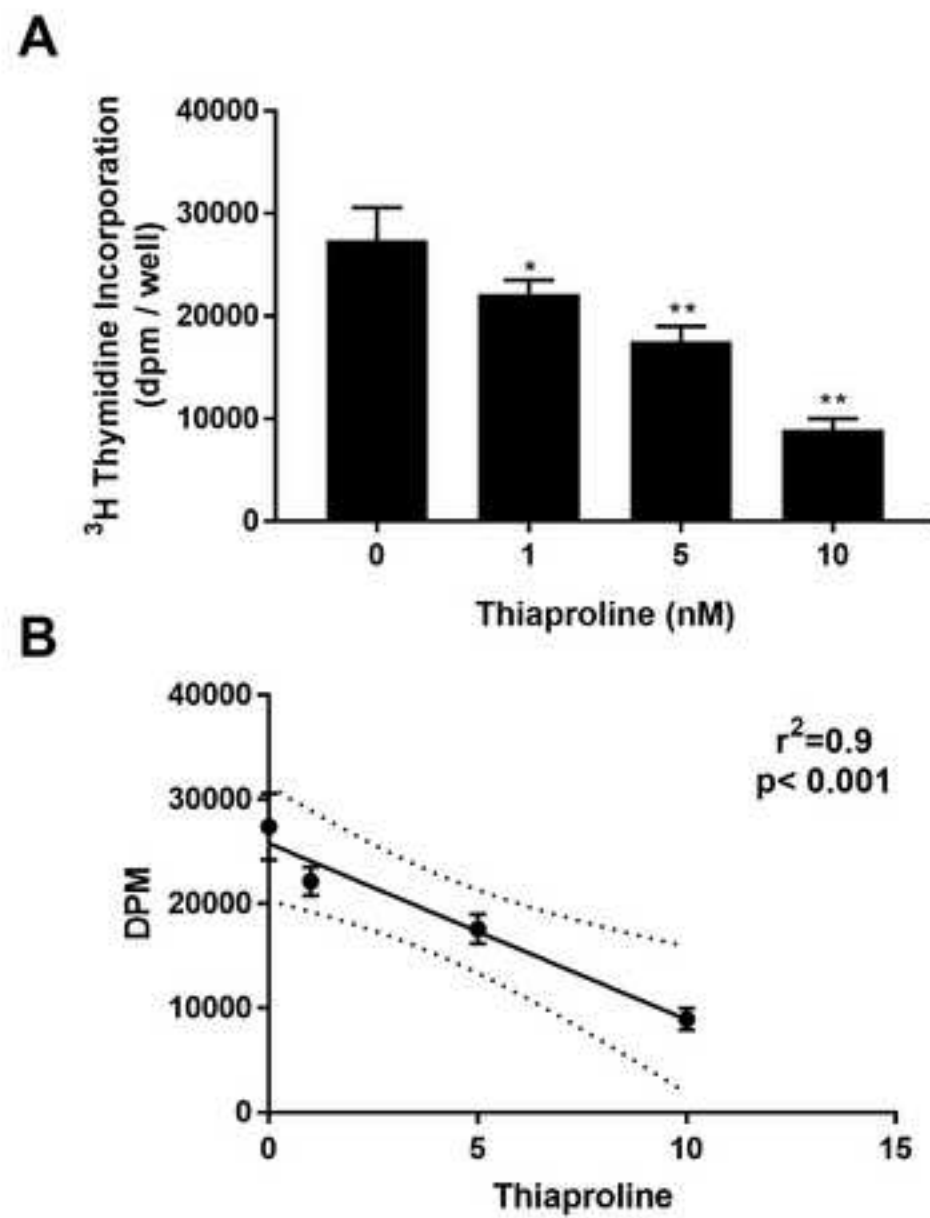 A
40000
30000
20000
10000
0
³H Thymidine Incorporation
(dpm / well)
*
**
**
0 1 5 10
Thiaproline (nM)
B
40000
30000
20000
10000
0
DPM
r²=0.9
p< 0.001
0 5 10 15
Thiaproline